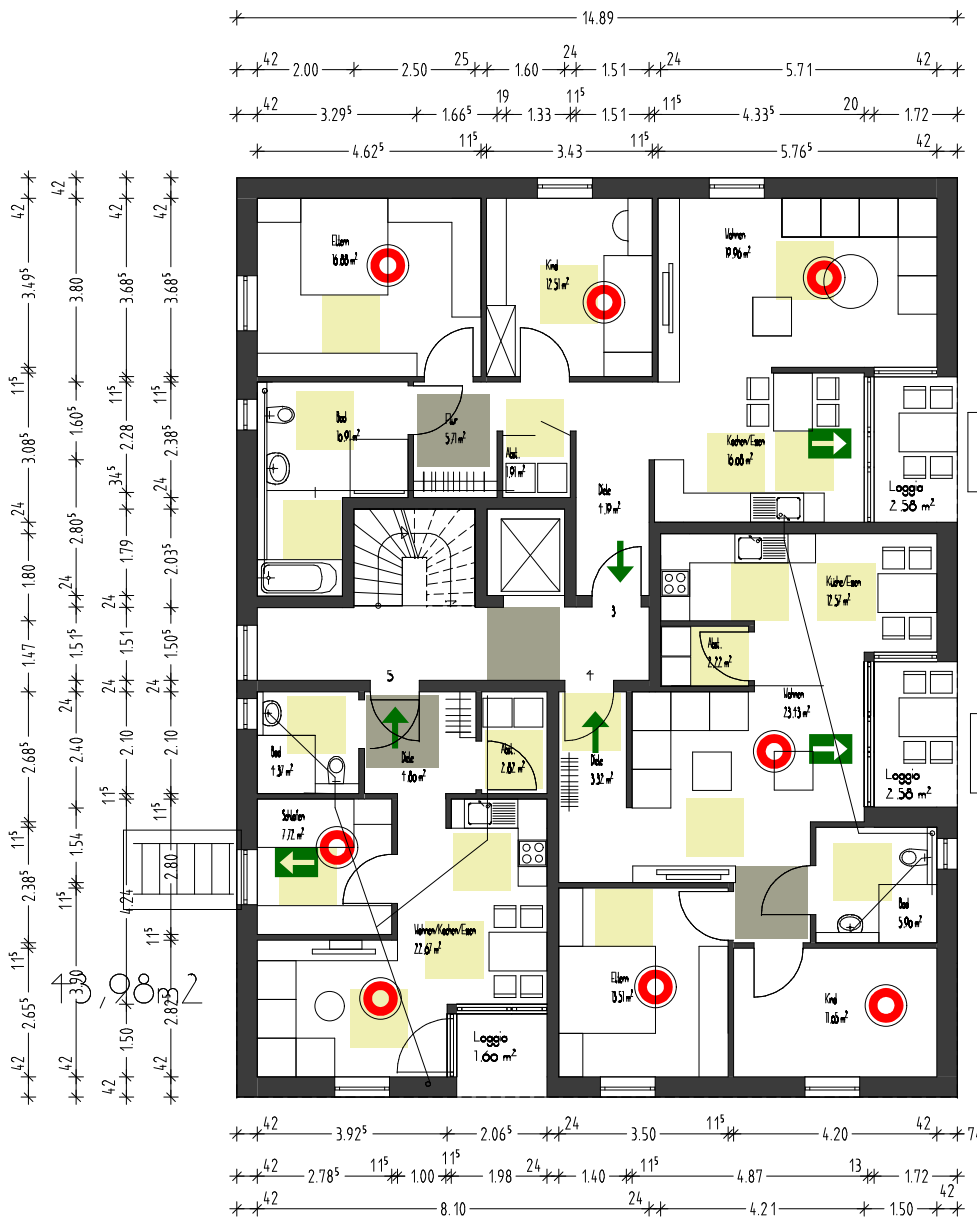 14.89
42 2.00 2.50 25 1.60 24 1.51 24 5.71 42
42 3.29⁵ 1.66⁵ 19 1.33 11⁵ 1.51 11⁵ 4.33⁵ 20 1.72
4.62⁵ 11⁵ 3.43 11⁵ 5.76⁵ 42
42 3.49⁵ 11⁵ 3.08⁵ 24 1.80 24 1.47 24 2.68⁵ 11⁵ 2.38⁵ 11⁵ 2.65⁵ 42
42 3.80 1.60⁵ 2.80⁵ 24 1.51⁵ 24 2.40 1.54 11⁵ 3.90 42
42 3.68⁵ 11⁵ 2.28 34⁵ 1.79 24 1.51 24 2.10 11⁵ 4.24 1.50 42
42 3.68⁵ 11⁵ 2.38⁵ 24 2.03⁵ 1.50⁵ 24 2.10 11⁵ 2.80 11⁵ 2.82⁵ 42
Eltern
16.88 m²
Kind
12.51 m²
Wohnen
19.96 m²
Bad
10.91 m²
Flur
5.71 m²
Abst.
1.91 m²
Diele
4.19 m²
Kochen/Essen
16.08 m²
Loggia
2.58 m²
3
Küche/Essen
12.57 m²
Abst.
2.22 m²
5
4
Wohnen
23.13 m²
Loggia
2.58 m²
Bad
4.37 m²
Diele
4.80 m²
Abst.
2.82 m²
Diele
3.32 m²
Schlafen
7.72 m²
Wohnen/Kochen/Essen
22.67 m²
Bad
5.90 m²
Eltern
13.51 m²
Kind
11.65 m²
13,98m2
Loggia
1.60 m²
42 3.92⁵ 2.06⁵ 24 3.50 11⁵ 4.20 42
42 2.78⁵ 11⁵ 1.00 11⁵ 1.98 24 1.40 11⁵ 4.87 13 1.72
42 8.10 24 4.21 1.50 42